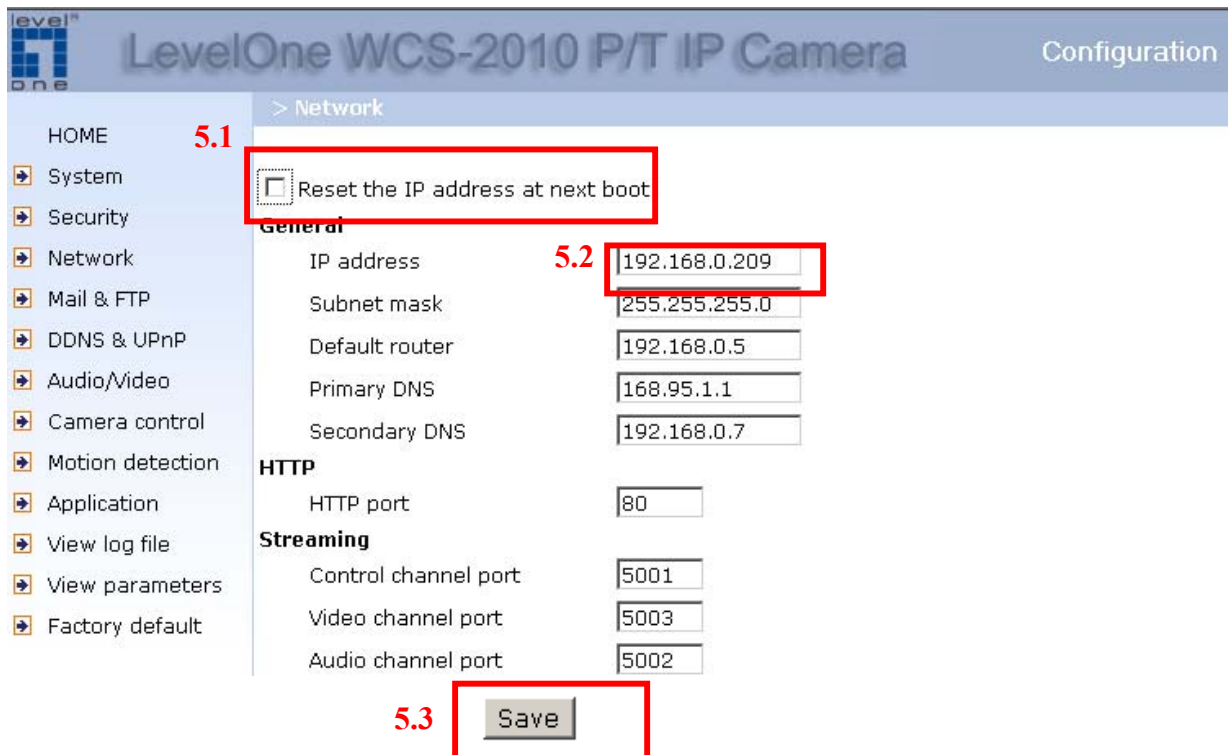 level™
one
LevelOne WCS-2010 P/T IP Camera
Configuration
> Network
HOME
System
Security
Network
Mail & FTP
DDNS & UPnP
Audio/Video
Camera control
Motion detection
Application
View log file
View parameters
Factory default
5.1
Reset the IP address at next boot
General
IP address 5.2 192.168.0.209
Subnet mask 255.255.255.0
Default router 192.168.0.5
Primary DNS 168.95.1.1
Secondary DNS 192.168.0.7
HTTP
HTTP port 80
Streaming
Control channel port 5001
Video channel port 5003
Audio channel port 5002
5.3 Save